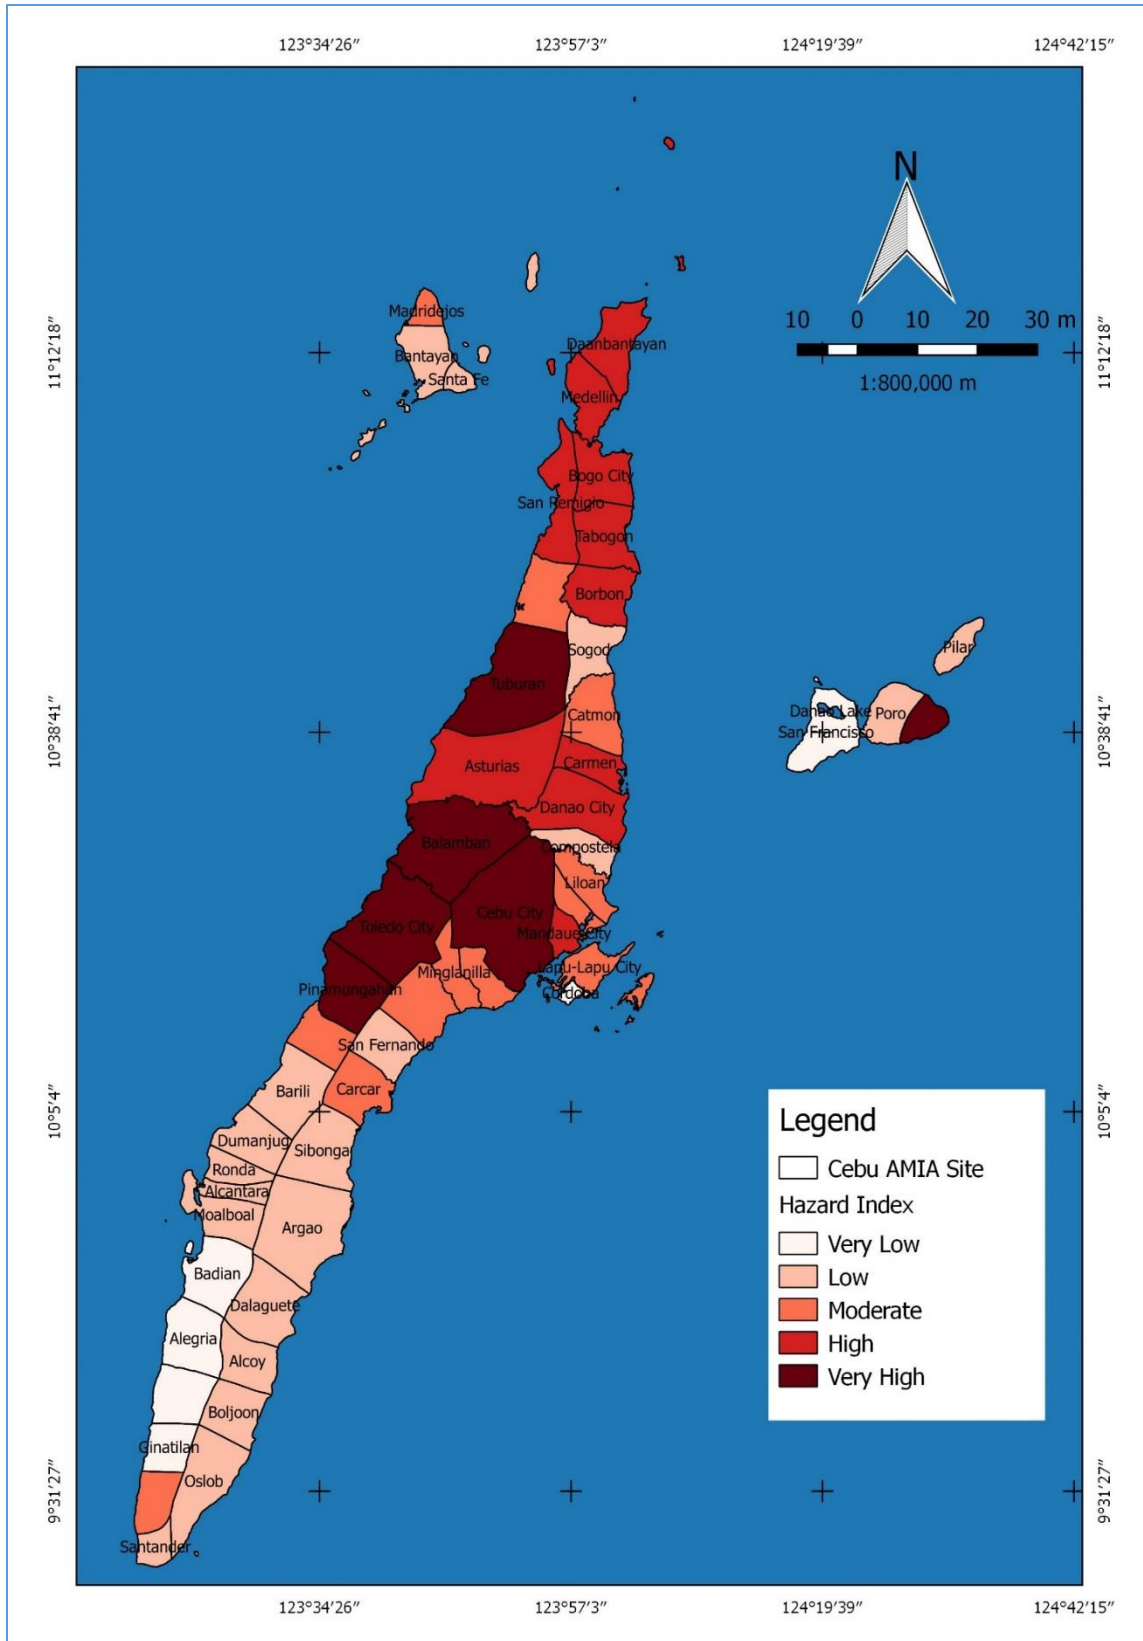 123°34′26″ 123°57′3″ 124°19′39″ 124°42′15″
N
10 0 10 20 30 m
1:800,000 m
11°12′18″ 11°12′18″
Madridejos
Bantayan
Santa Fe
Daanbantayan
Medellin
Bogo City
San Remigio
Tabogon
Borbon
Sogod
Pilar
Tuburan
Catmon
Danao Lake
Poro
San Francisco
10°38′41″ 10°38′41″
Asturias
Carmen
Danao City
Balamban
Compostela
Liloan
Cebu City
Toledo City
Mandaue City
Lapu-Lapu City
Minglanilla
Pinamungahan
Cordoba
San Fernando
Barili
Carcar
10°5′4″ 10°5′4″
Dumanjug
Sibonga
Ronda
Alcantara
Moalboal
Argao
Badian
Dalaguete
Alegria
Alcoy
Boljoon
Ginatilan
Oslob
9°31′27″ 9°31′27″
Santander
Legend
Cebu AMIA Site
Hazard Index
Very Low
Low
Moderate
High
Very High
123°34′26″ 123°57′3″ 124°19′39″ 124°42′15″